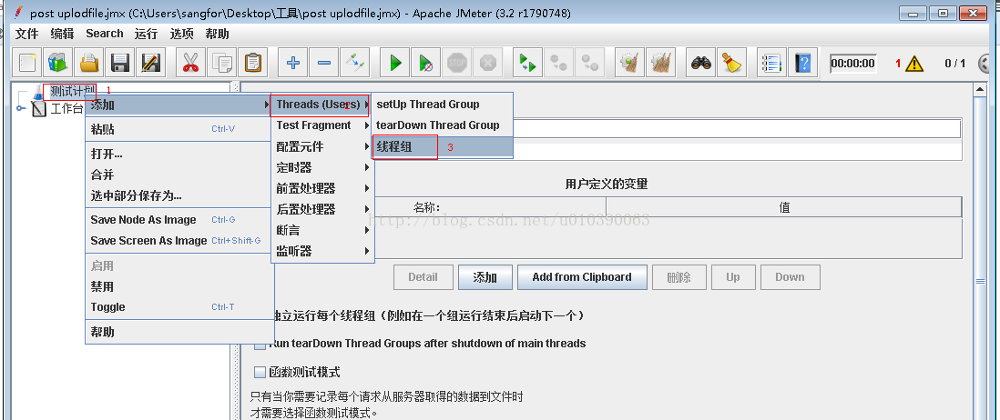 post uplodfile.jmx (C:\Users\sangfor\Desktop\工具\post uplodfile.jmx) - Apache JMeter (3.2 r1790748)
文件 编辑 Search 运行 选项 帮助
00:00:00 1 0 / 1
测试计划 1
工作台
添加
粘贴 Ctrl-V
打开...
合并
选中部分保存为...
Save Node As Image Ctrl-G
Save Screen As Image Ctrl+Shift-G
启用
禁用
Toggle Ctrl-T
帮助
Threads (Users)
Test Fragment
配置元件
定时器
前置处理器
后置处理器
断言
监听器
setUp Thread Group
tearDown Thread Group
线程组 3
用户定义的变量
名称: 值
http://blog.csdn.net/u010390063
Detail 添加 Add from Clipboard 删除 Up Down
独立运行每个线程组（例如在一个组运行结束后启动下一个）
Run tearDown Thread Groups after shutdown of main threads
函数测试模式
只有当你需要记录每个请求从服务器取得的数据到文件时
才需要选择函数测试模式。